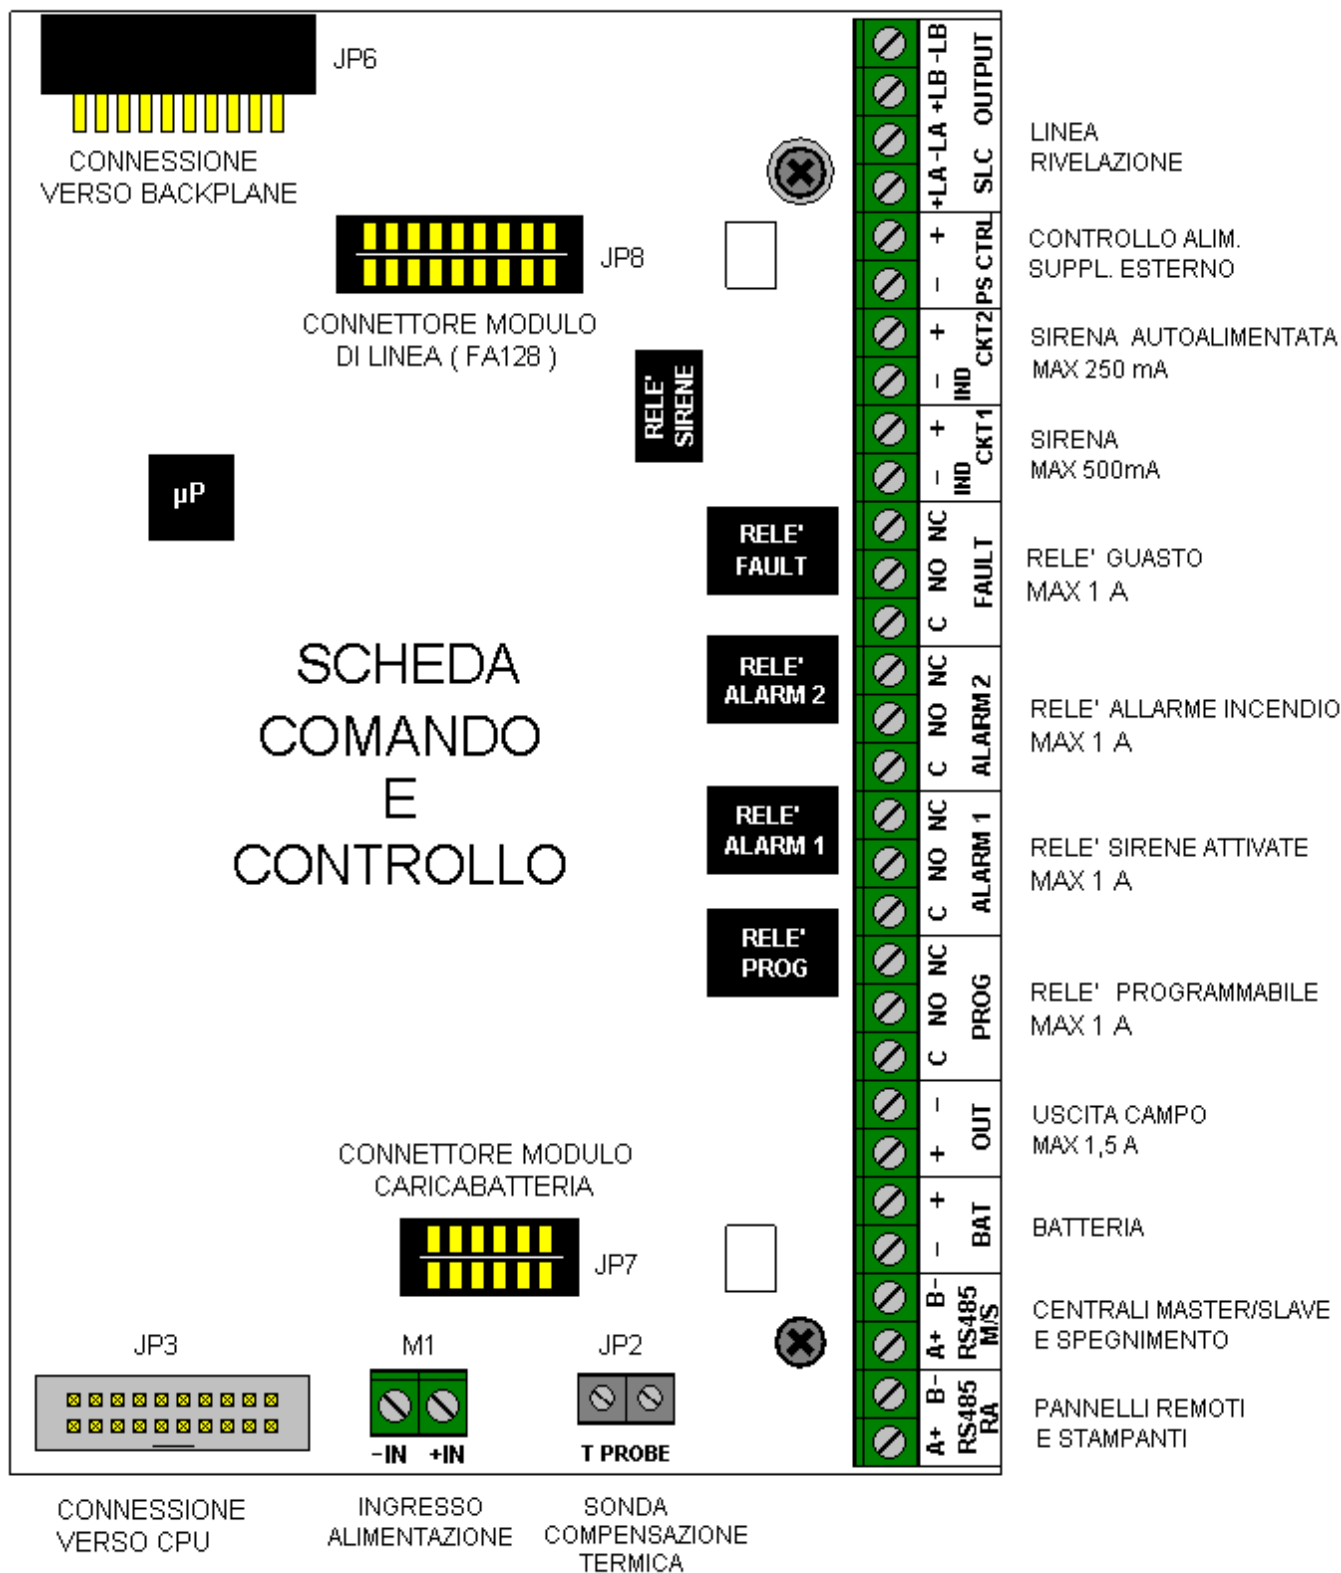 JP6
CONNESSIONE
VERSO BACKPLANE
JP8
CONNETTORE MODULO
DI LINEA ( FA128 )
RELE'
SIRENE
µP
RELE'
FAULT
RELE'
ALARM 2
RELE'
ALARM 1
RELE'
PROG
SCHEDA
COMANDO
E
CONTROLLO
CONNETTORE MODULO
CARICABATTERIA
JP7
JP3
M1
JP2
-IN +IN
T PROBE
CONNESSIONE
VERSO CPU
INGRESSO
ALIMENTAZIONE
SONDA
COMPENSAZIONE
TERMICA
+LA -LA +LB -LB
SLC OUTPUT
LINEA
RIVELAZIONE
- +
PS CTRL
CONTROLLO ALIM.
SUPPL. ESTERNO
- +
IND CKT2
SIRENA AUTOALIMENTATA
MAX 250 mA
- +
IND CKT1
SIRENA
MAX 500mA
C NO NC
FAULT
RELE' GUASTO
MAX 1 A
C NO NC
ALARM 2
RELE' ALLARME INCENDIO
MAX 1 A
C NO NC
ALARM 1
RELE' SIRENE ATTIVATE
MAX 1 A
C NO NC
PROG
RELE' PROGRAMMABILE
MAX 1 A
+ -
OUT
USCITA CAMPO
MAX 1,5 A
- +
BAT
BATTERIA
A+ B-
RS485
M/S
CENTRALI MASTER/SLAVE
E SPEGNIMENTO
A+ B-
RS485
RA
PANNELLI REMOTI
E STAMPANTI